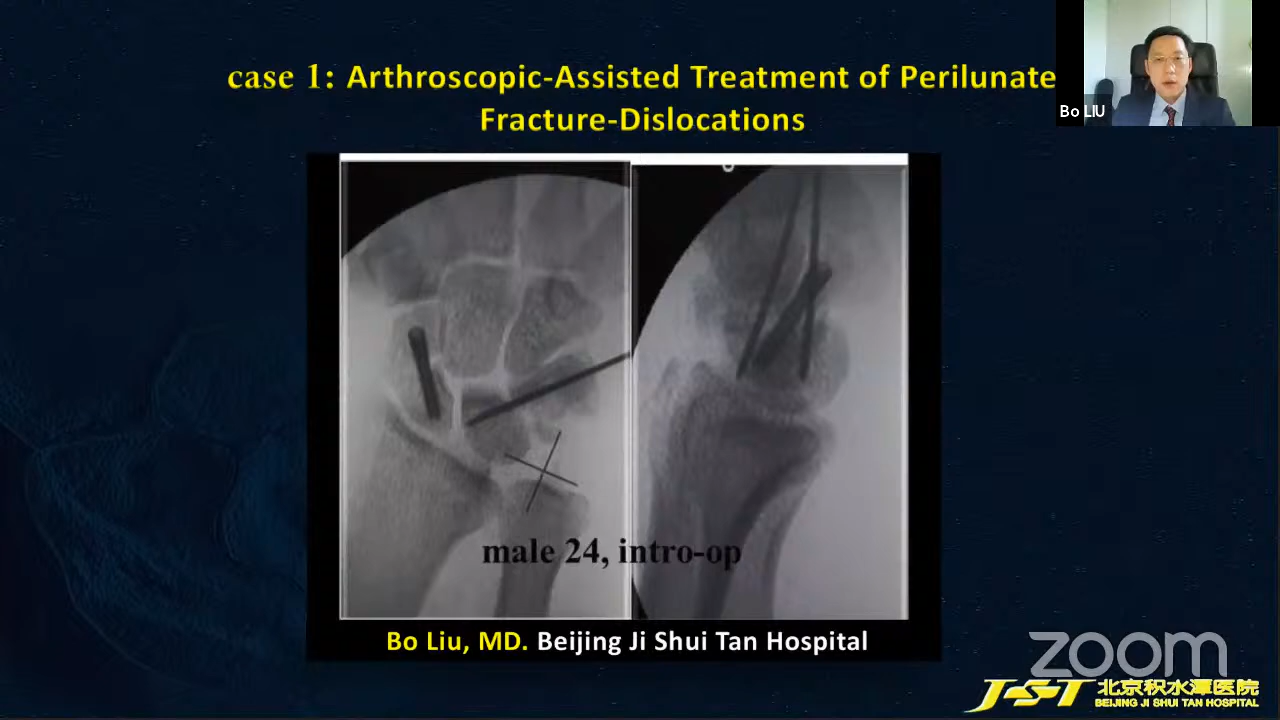 case 1: Arthroscopic-Assisted Treatment of Perilunate
Fracture-Dislocations
Bo LIU
male 24, intro-op
Bo Liu, MD. Beijing Ji Shui Tan Hospital
zoom
JST 北京积水潭医院
BEIJING JI SHUI TAN HOSPITAL